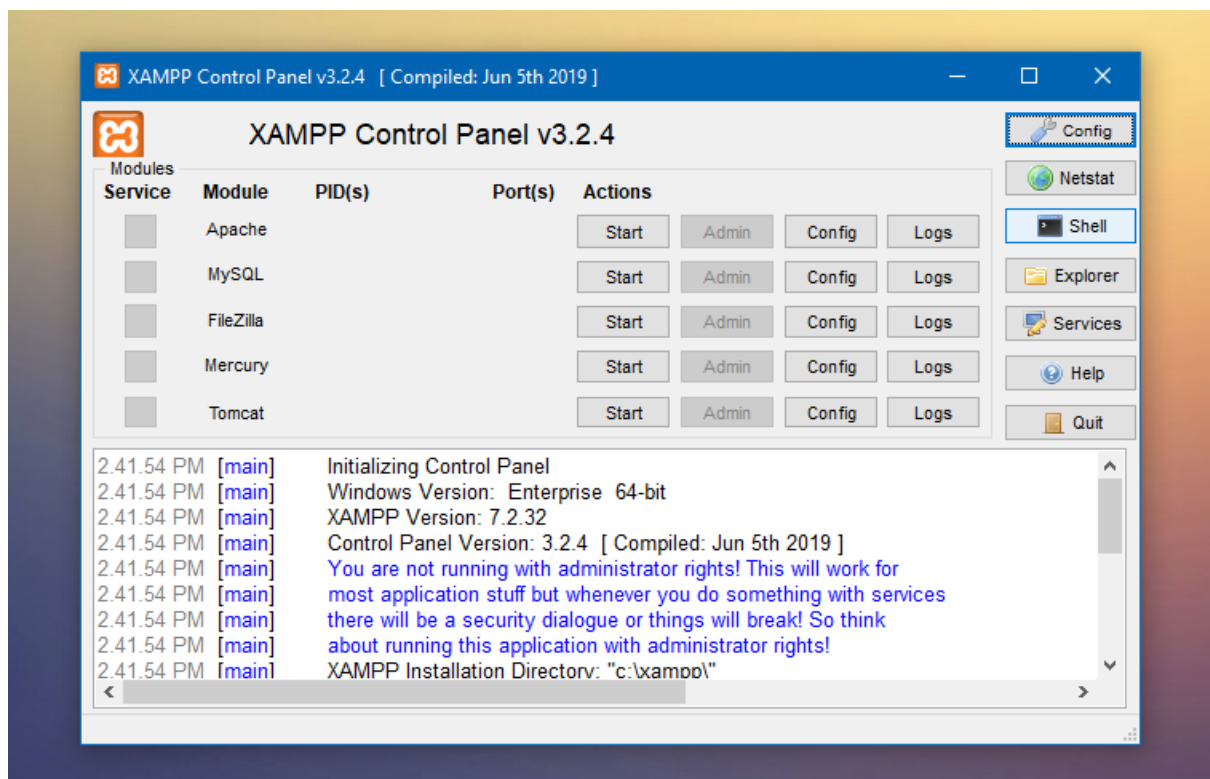 XAMPP Control Panel v3.2.4 [ Compiled: Jun 5th 2019 ]
XAMPP Control Panel v3.2.4
Config
Modules
Service Module PID(s) Port(s) Actions
Netstat
Apache Start Admin Config Logs
Shell
MySQL Start Admin Config Logs
Explorer
FileZilla Start Admin Config Logs
Services
Mercury Start Admin Config Logs
Help
Tomcat Start Admin Config Logs
Quit
2.41.54 PM [main] Initializing Control Panel
2.41.54 PM [main] Windows Version: Enterprise 64-bit
2.41.54 PM [main] XAMPP Version: 7.2.32
2.41.54 PM [main] Control Panel Version: 3.2.4 [ Compiled: Jun 5th 2019 ]
2.41.54 PM [main] You are not running with administrator rights! This will work for
2.41.54 PM [main] most application stuff but whenever you do something with services
2.41.54 PM [main] there will be a security dialogue or things will break! So think
2.41.54 PM [main] about running this application with administrator rights!
2.41.54 PM [main] XAMPP Installation Directory: "c:\xampp\"